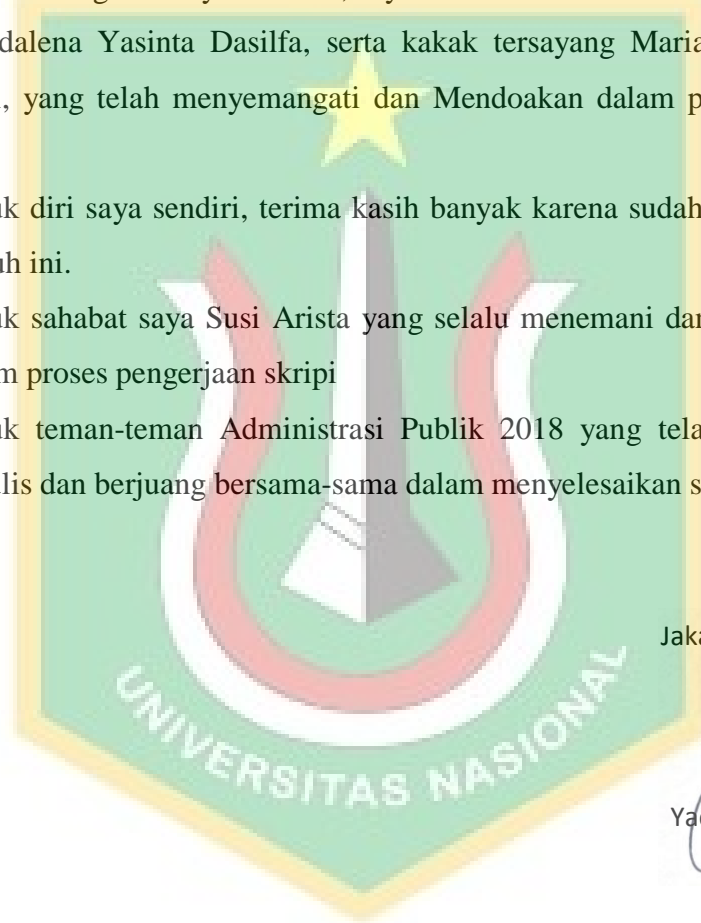 dalena Yasinta Dasilfa, serta kakak tersayang Maria
, yang telah menyemangati dan Mendoakan dalam p
k diri saya sendiri, terima kasih banyak karena sudah
uh ini.
k sahabat saya Susi Arista yang selalu menemani dan
m proses pengerjaan skripi
k teman-teman Administrasi Publik 2018 yang tela
lis dan berjuang bersama-sama dalam menyelesaikan s
Jaka
UNIVERSITAS NASIONAL
Ya